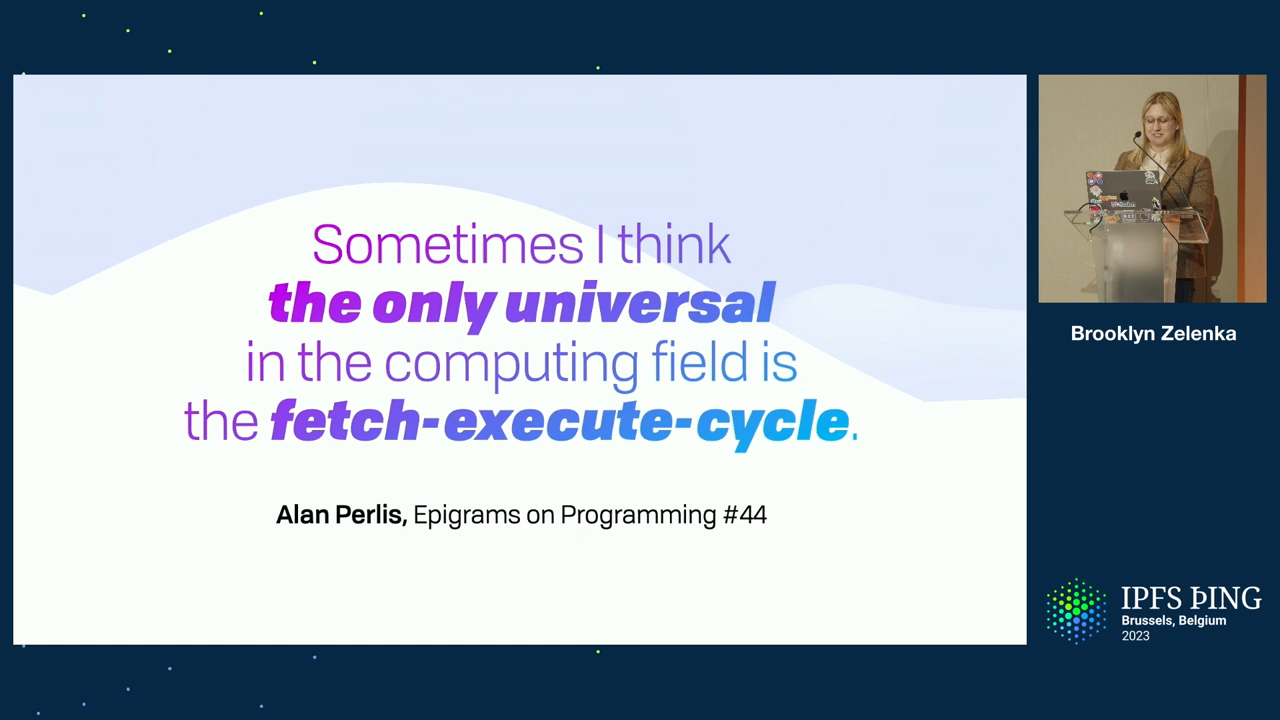 Sometimes I think
the only universal
in the computing field is
the fetch-execute-cycle.
Alan Perlis, Epigrams on Programming #44
Brooklyn Zelenka
IPFS ÞING
Brussels, Belgium
2023